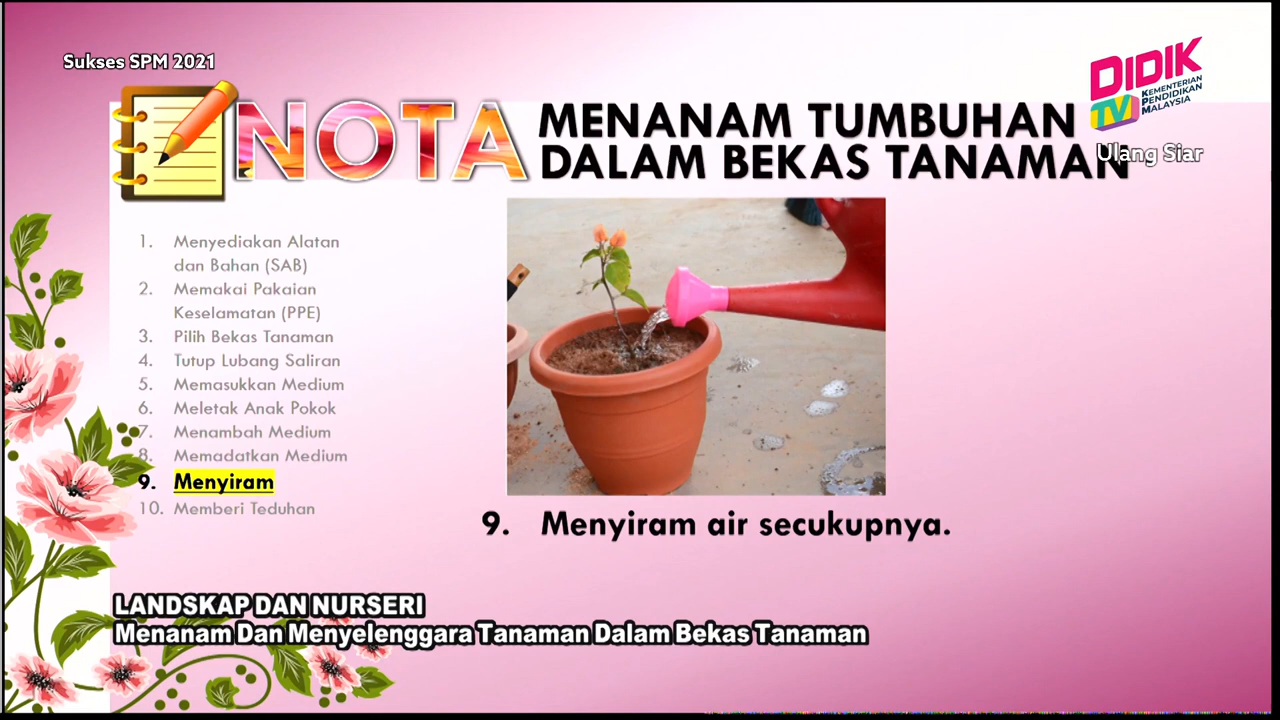 Sukses SPM 2021
DIDIK
TV
KEMENTERIAN
PENDIDIKAN
MALAYSIA
Ulang Siar
NOTA
MENANAM TUMBUHAN
DALAM BEKAS TANAMAN
1. Menyediakan Alatan
dan Bahan (SAB)
2. Memakai Pakaian
Keselamatan (PPE)
3. Pilih Bekas Tanaman
4. Tutup Lubang Saliran
5. Memasukkan Medium
6. Meletak Anak Pokok
7. Menambah Medium
8. Memadatkan Medium
9. Menyiram
10. Memberi Teduhan
9. Menyiram air secukupnya.
LANDSKAP DAN NURSERI
Menanam Dan Menyelenggara Tanaman Dalam Bekas Tanaman